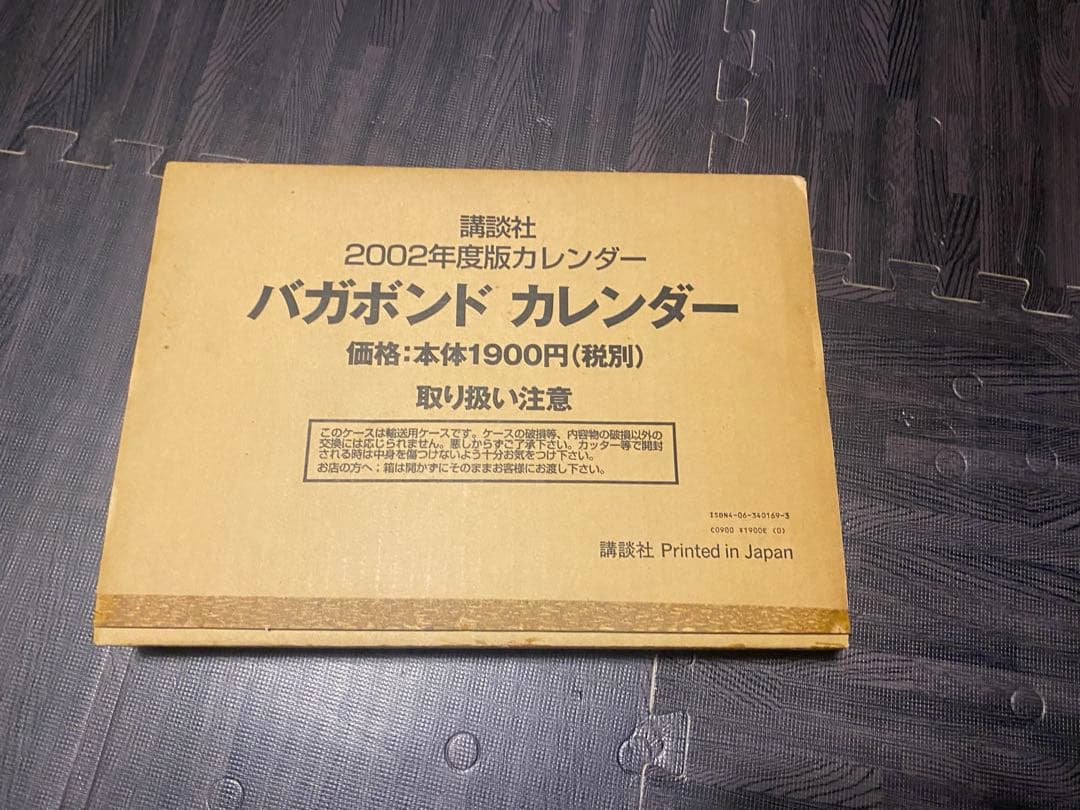 講談社
2002年度版カレンダー
バガボンド カレンダー
価格:本体1900円(税別)
取り扱い注意
このケースは輸送用ケースです。ケースの破損等、内容物の破損以外の
交換には応じられません。悪しからずご了承下さい。カッター等で開封
される時は中身を傷つけないよう十分お気をつけ下さい。
お店の方へ;箱は開かずにそのままお客様にお渡し下さい。
ISBN4-06-340169-3
C0900 ¥1900E (0)
講談社 Printed in Japan